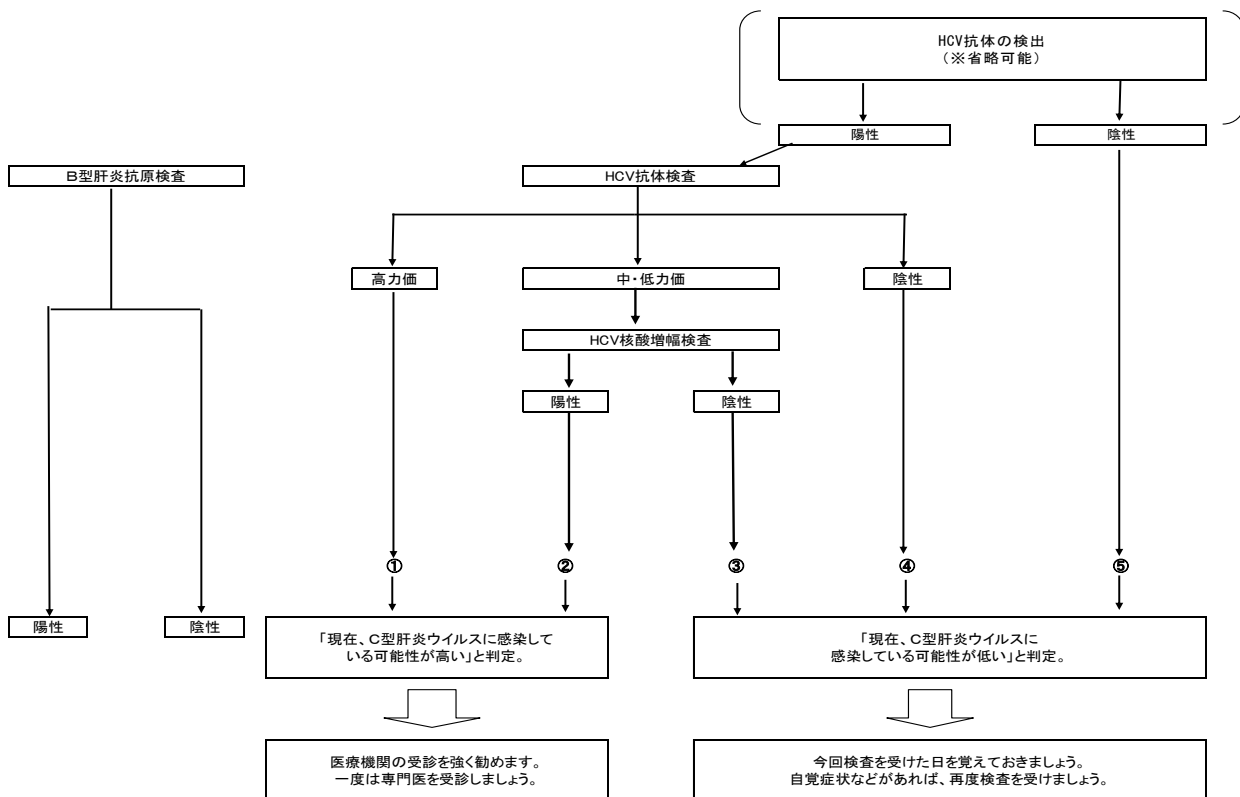 HCV抗体の検出
（※省略可能）
陽性
陰性
B型肝炎抗原検査
HCV抗体検査
高力価
中・低力価
陰性
HCV核酸増幅検査
陽性
陰性
①
②
③
④
⑤
陽性
陰性
「現在、C型肝炎ウイルスに感染して
いる可能性が高い」と判定。
「現在、C型肝炎ウイルスに
感染している可能性が低い」と判定。
医療機関の受診を強く勧めます。
一度は専門医を受診しましょう。
今回検査を受けた日を覚えておきましょう。
自覚症状などがあれば、再度検査を受けましょう。